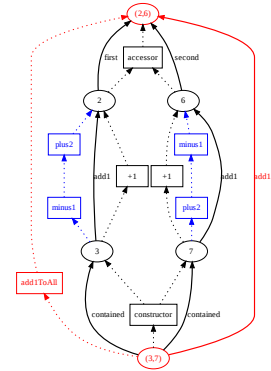 (2,6)
first
second
accessor
2
6
plus2
minus1
add1
+1
+1
add1
add1
minus1
plus2
3
7
add1ToAll
constructor
contained
contained
(3,7)